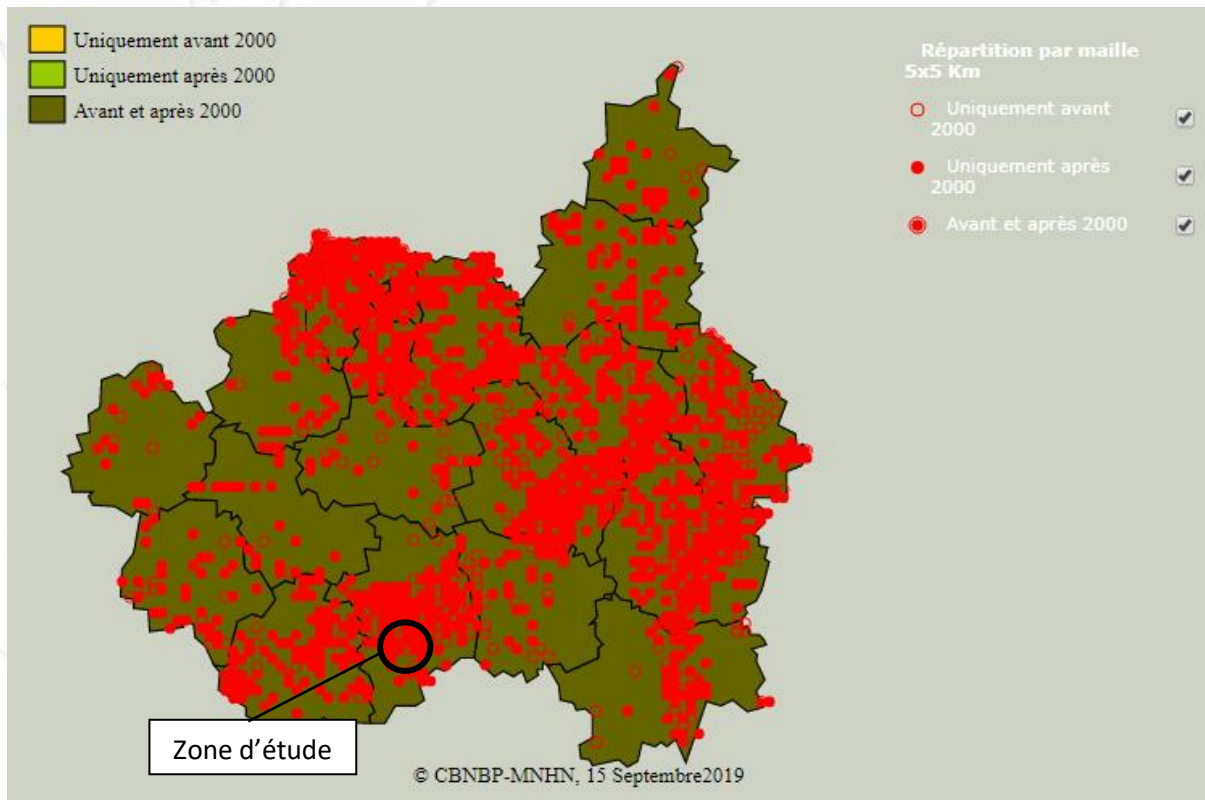 Uniquement avant 2000
Uniquement après 2000
Avant et après 2000
Répartition par maille
5x5 Km
Uniquement avant
2000
Uniquement après
2000
Avant et après 2000
Zone d'étude
© CBNBP-MNHN, 15 Septembre2019